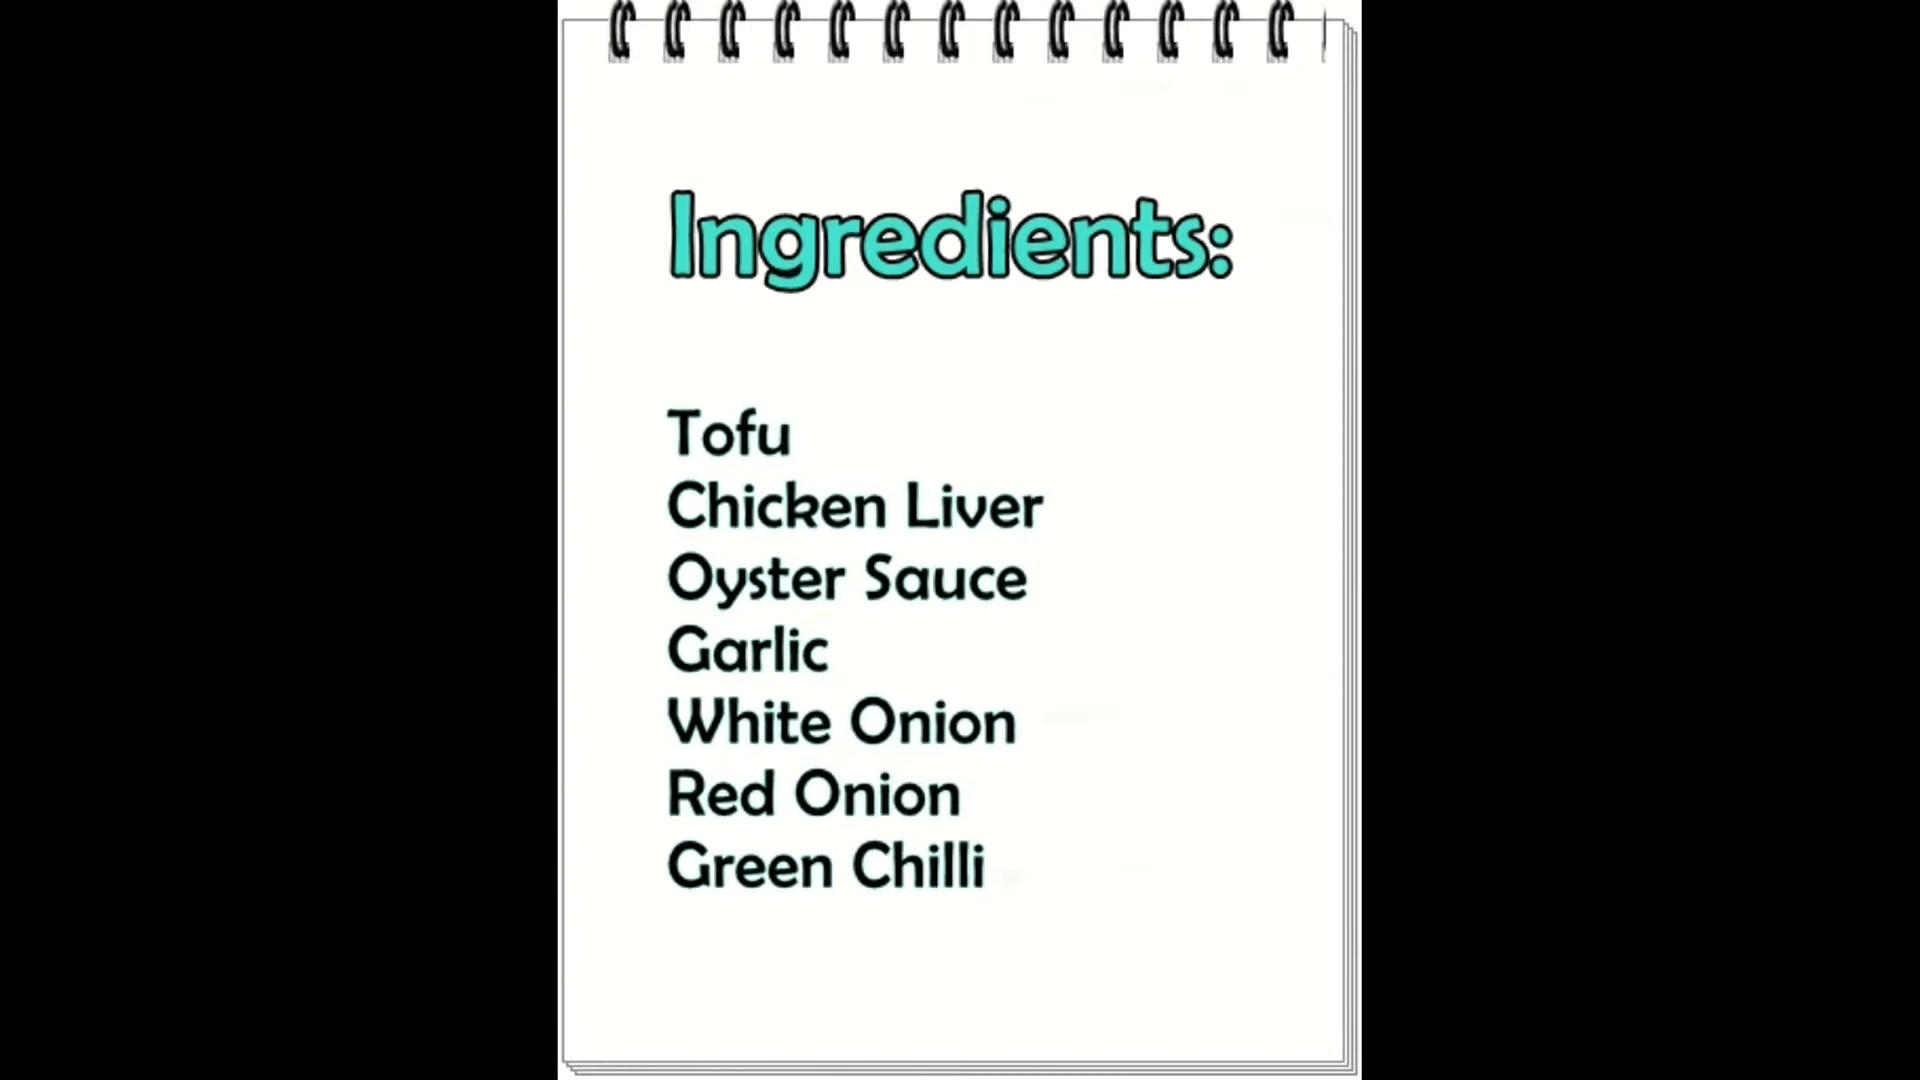 Ingredients:
Tofu
Chicken Liver
Oyster Sauce
Garlic
White Onion
Red Onion
Green Chilli